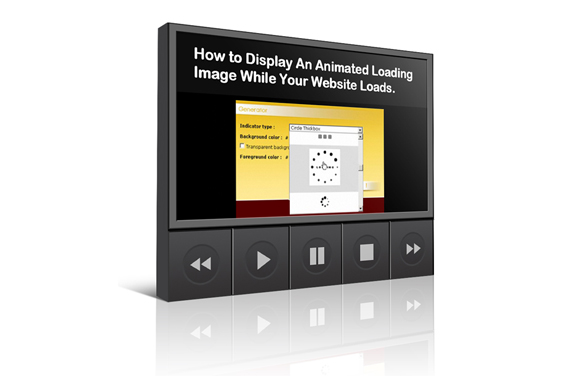 How to Display An Animated Loading
Image While Your Website Loads.
Generator
Indicator type :
Circle Thickbox
Background color : #
Transparent backgro
Foreground color : #